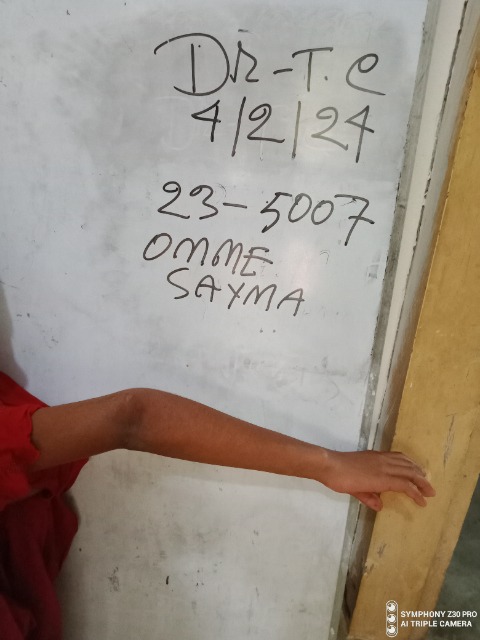 Dr-T.C
4/2/24
23-5007
OMME
SAYMA
SYMPHONY Z30 PRO
AI TRIPLE CAMERA